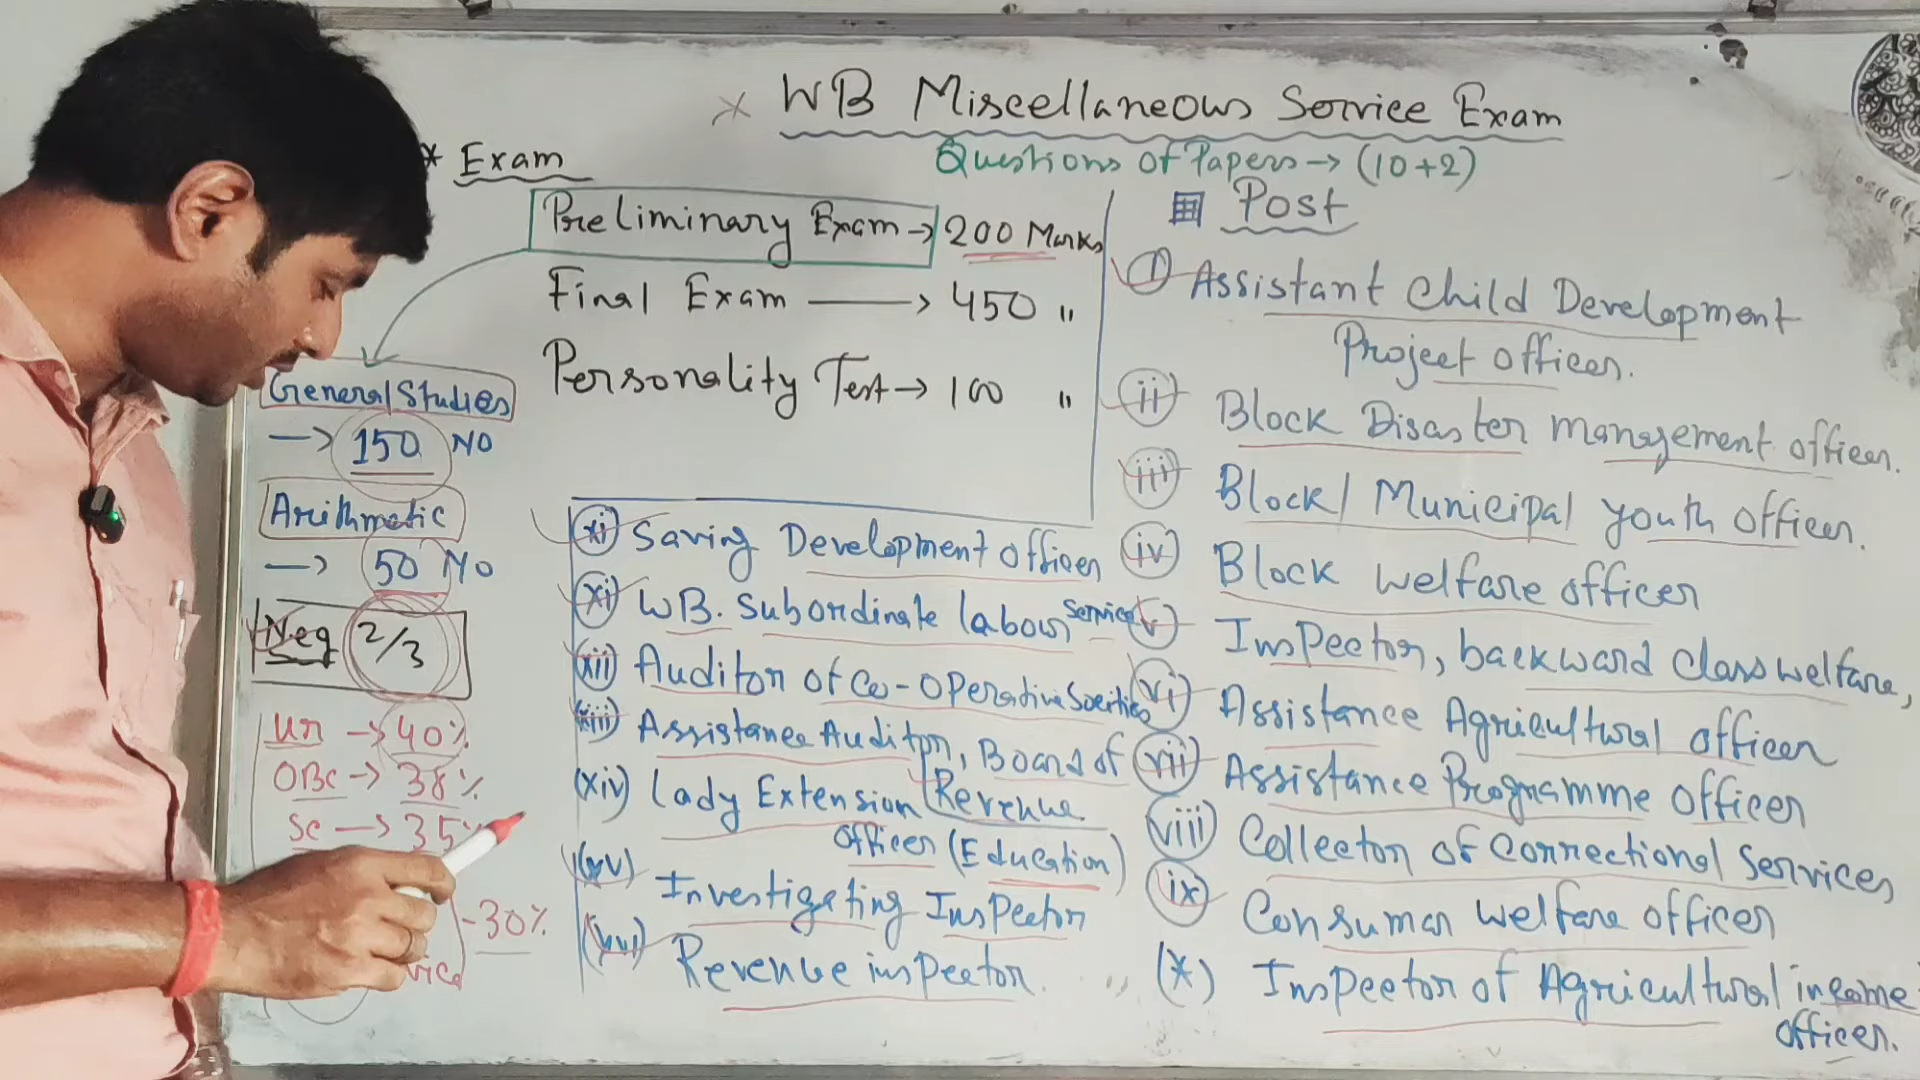 WB Miscellaneous Service Exam
Questions of Papers → (10+2)
* Exam
Preliminary Exam → 200 Marks
Final Exam → 450 "
Personality Test → 100 "
General Studies
→ 150 No
Arithmetic
→ 50 No
Neg 2/3
UR → 40%
OBC → 38%
SC → 35%
-30%
Post
(i) Assistant Child Development
Project officer.
(ii) Block Disaster management officer.
(iii) Block/Municipal youth officer.
(iv) Block welfare officer
(v) Inspector, backward class welfare,
(vi) Assistance Agricultural officer
(vii) Assistance Programme officer
(viii) Collector of correctional services,
(ix) Consumar welfare officer
(x) Inspector of Agricultural income
officer.
(xi) Saving Development officer
(xi) WB. subordinate labour service
(xii) Auditor of Co-operative Societies
(xiii) Assistance Auditor, Board of
Revenue
(xiv) Lady Extension
officer (Education)
(xv) Investigating Inspector
(xvi) Revenue inspector.